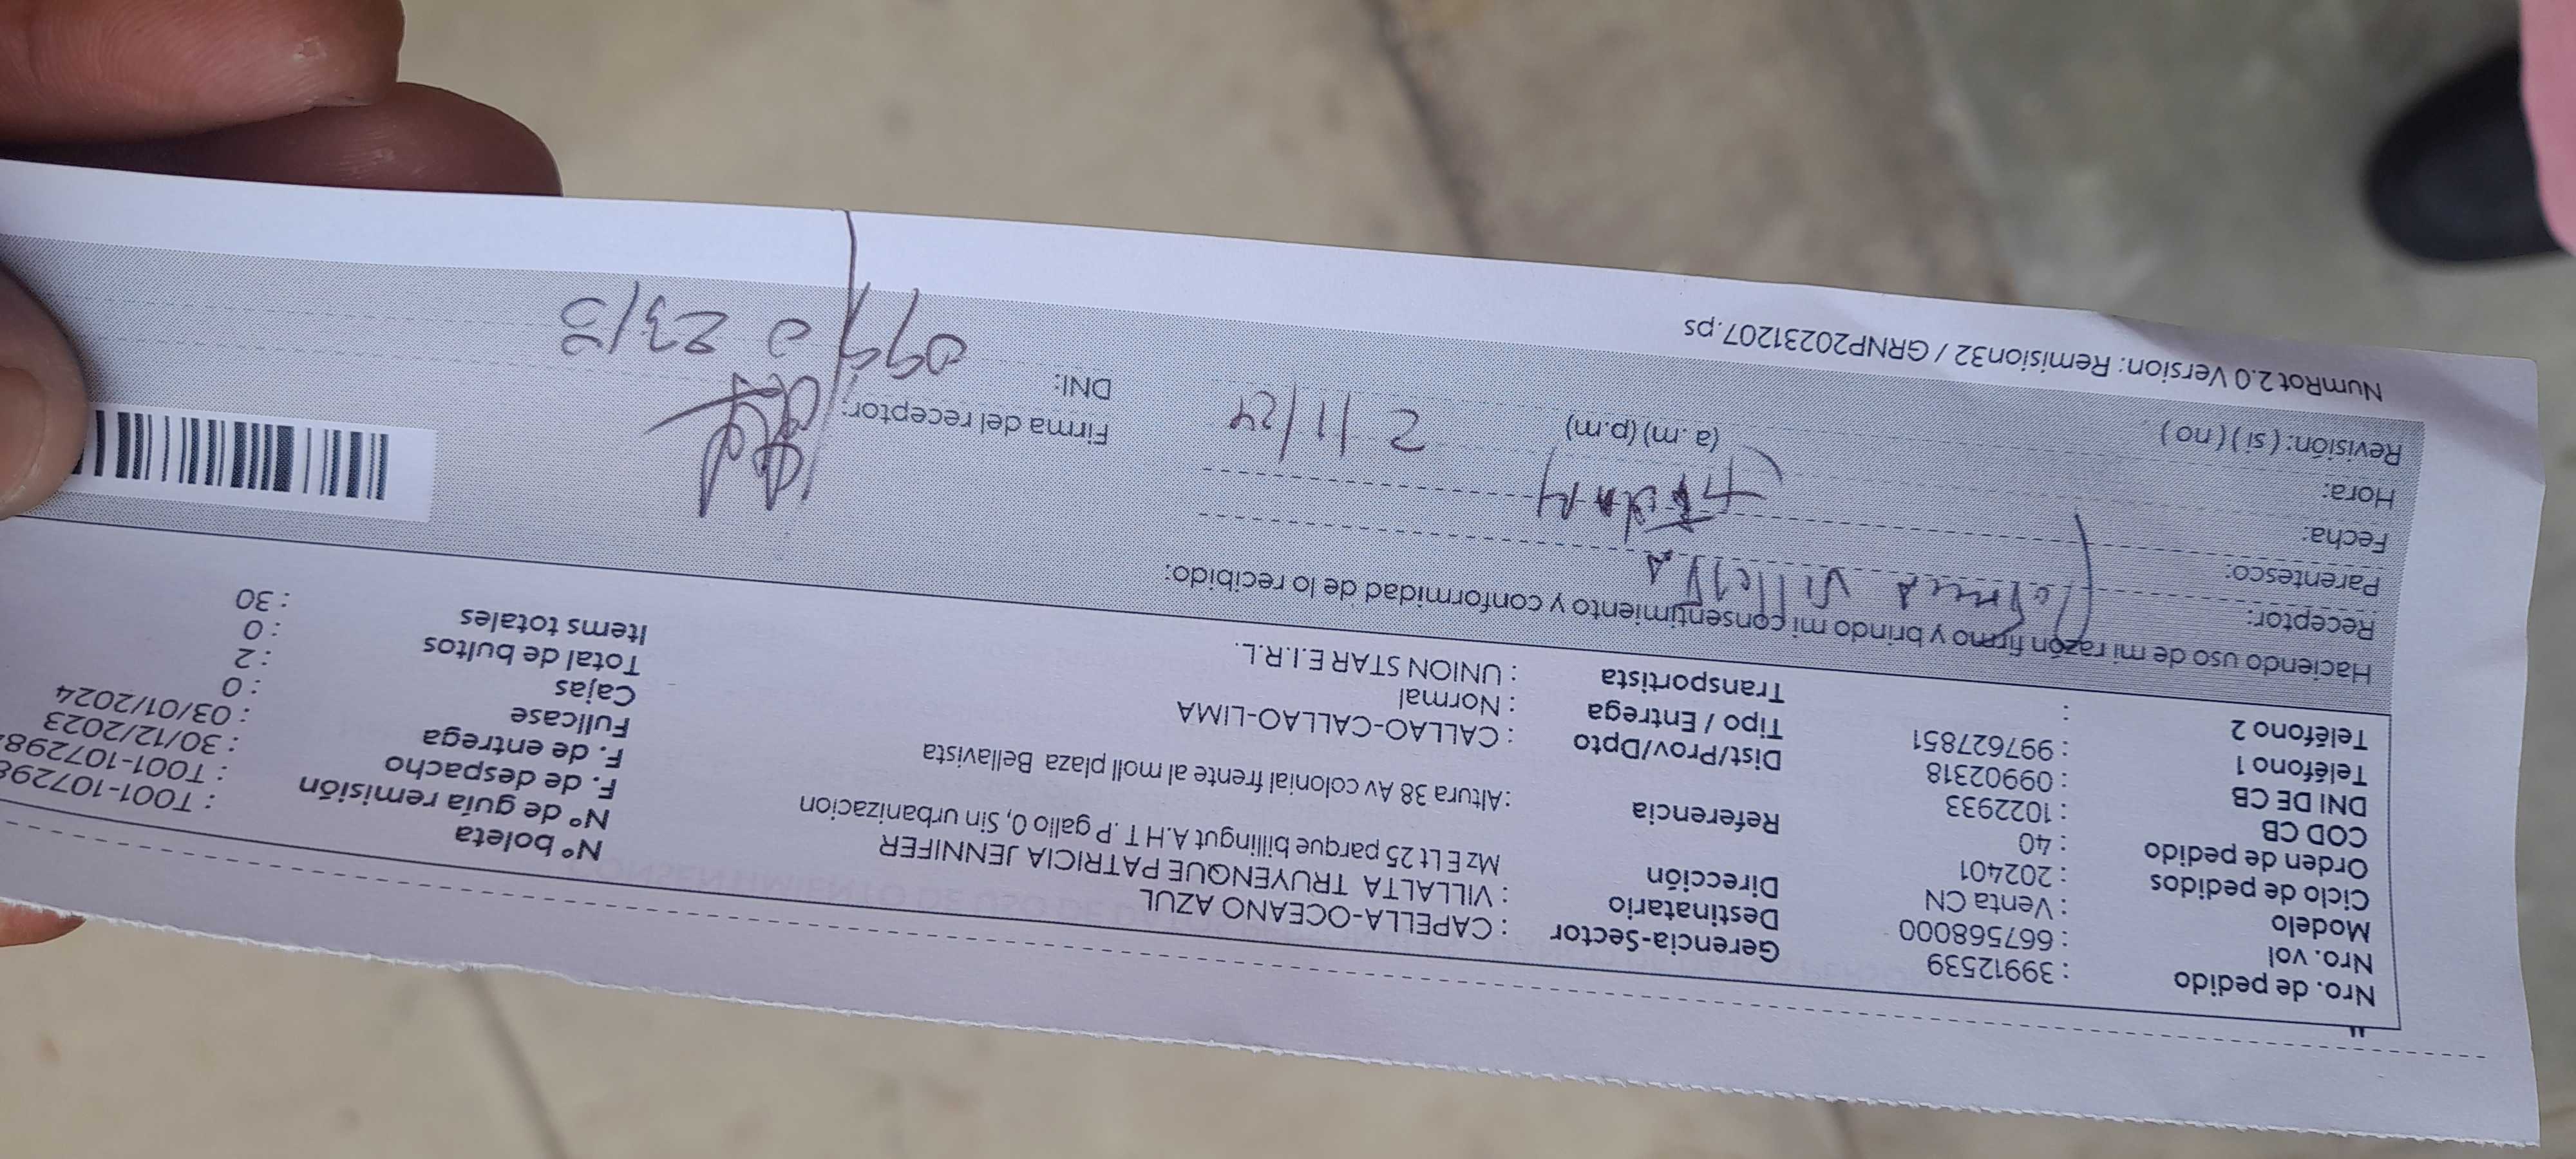 Nro. de pedido : 39912539
Nro. vol : 667568000
Modelo : Venta CN
Ciclo de pedidos : 202401
Orden de pedido : 40
COD CB : 1022933
DNI DE CB : 09902318
Teléfono 1 : 997627851
Teléfono 2 :
Gerencia-Sector : CAPELLA-OCEANO AZUL
Destinatario : VILLALTA TRUYENQUE PATRICIA JENNIFER
Dirección Mz E Lt 25 parque billingut A.H T .P gallo 0, Sin urbanizacion
Referencia :Altura 38 Av colonial frente al moll plaza Bellavista
Dist/Prov/Dpto : CALLAO-CALLAO-LIMA
Tipo / Entrega : Normal
Transportista : UNION STAR E.I.R.L.
N° boleta : T001-107298
N° de guía remisión : T001-107298
F. de despacho : 30/12/2023
F. de entrega : 03/01/2024
Fullcase : 0
Cajas : 2
Total de bultos : 0
Items totales : 30
Haciendo uso de mi razón firmo y brindo mi consentimiento y conformidad de lo recibido:
Receptor:
Parentesco:
Fecha:
Hora: (a .m) (p.m) 2 11/24
Revisión: ( si ) ( no )
Firma del receptor:
DNI:
NumRot 2.0 Version: Remision32 / GRNP20231207.ps